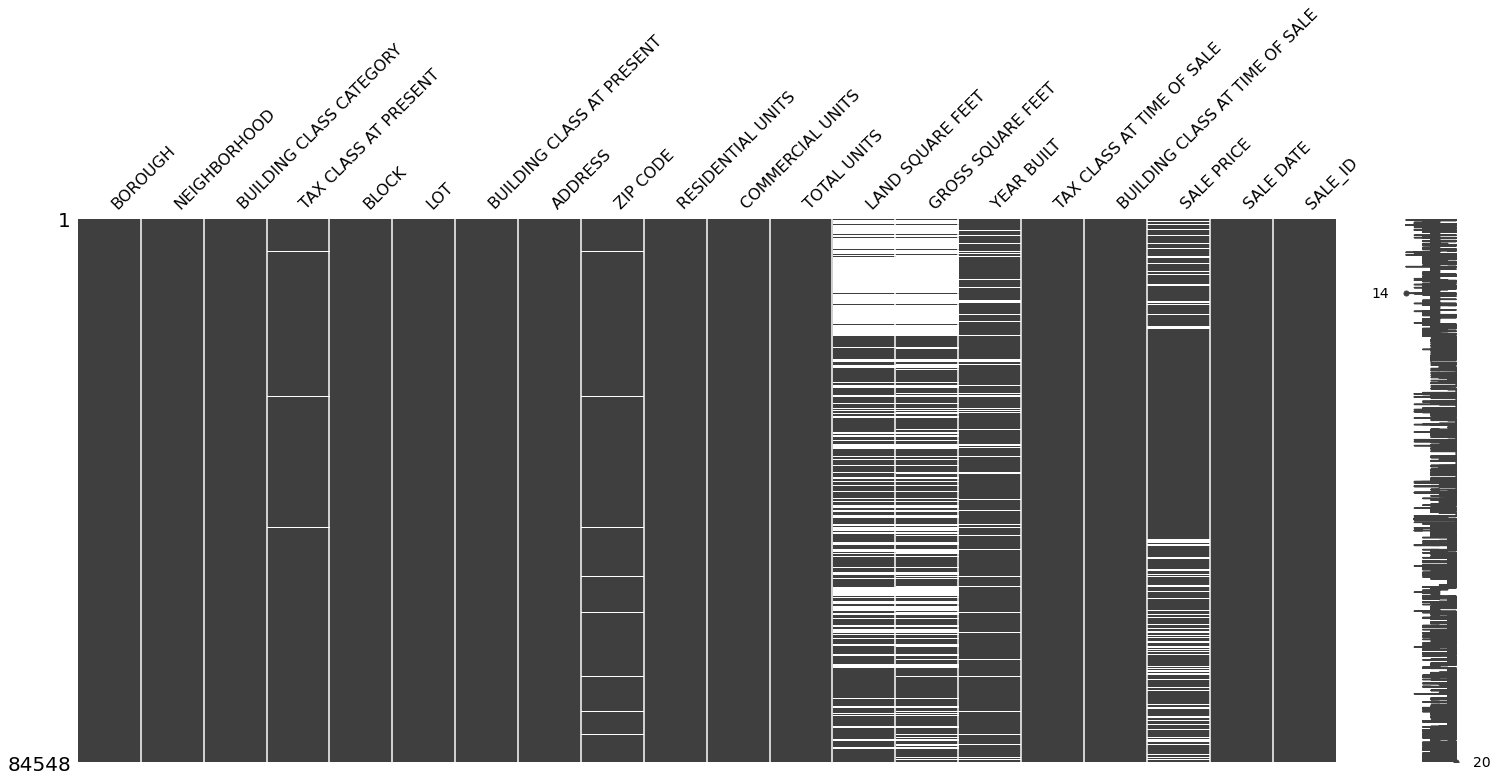 BOROUGH
NEIGHBORHOOD
BUILDING CLASS CATEGORY
TAX CLASS AT PRESENT
BLOCK
LOT
BUILDING CLASS AT PRESENT
ADDRESS
ZIP CODE
RESIDENTIAL UNITS
COMMERCIAL UNITS
TOTAL UNITS
LAND SQUARE FEET
GROSS SQUARE FEET
YEAR BUILT
TAX CLASS AT TIME OF SALE
BUILDING CLASS AT TIME OF SALE
SALE PRICE
SALE DATE
SALE_ID
1
14
84548
20